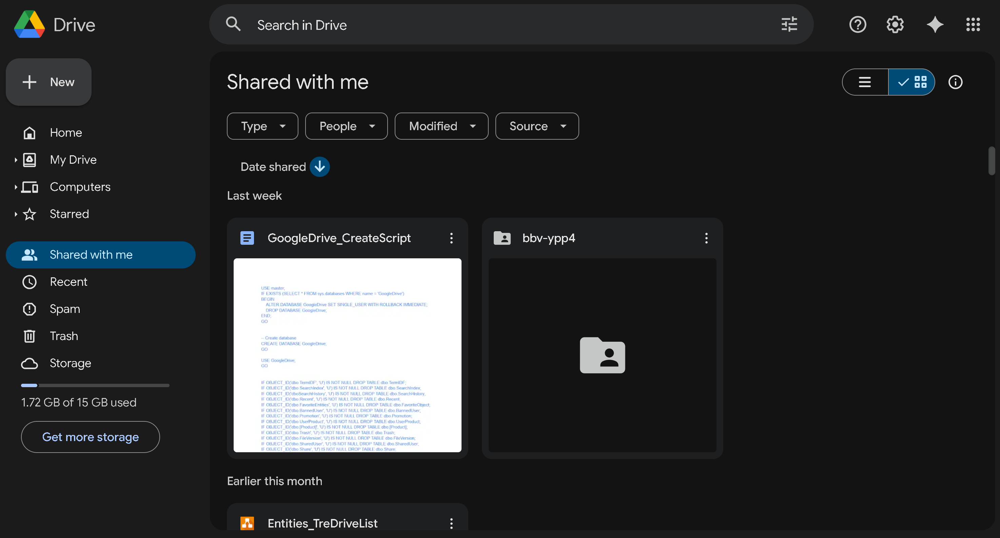 Drive
Search in Drive
New
Home
My Drive
Computers
Starred
Shared with me
Recent
Spam
Trash
Storage
1.72 GB of 15 GB used
Get more storage
Shared with me
Type
People
Modified
Source
Date shared
Last week
GoogleDrive_CreateScript
USE master;
IF EXISTS (SELECT * FROM sys.databases WHERE name = 'GoogleDrive')
BEGIN
ALTER DATABASE GoogleDrive SET SINGLE_USER WITH ROLLBACK IMMEDIATE;
DROP DATABASE GoogleDrive;
END;
GO
-- Create database
CREATE DATABASE GoogleDrive;
GO
USE GoogleDrive;
GO
IF OBJECT_ID('dbo.TermIDF', 'U') IS NOT NULL DROP TABLE dbo.TermIDF;
IF OBJECT_ID('dbo.SearchIndex', 'U') IS NOT NULL DROP TABLE dbo.SearchIndex;
IF OBJECT_ID('dboSearchHistory', 'U') IS NOT NULL DROP TABLE dbo.SearchHistory;
IF OBJECT_ID('dbo.Recent', 'U') IS NOT NULL DROP TABLE dbo.Recent;
IF OBJECT_ID('dbo.FavoriteEntities', 'U') IS NOT NULL DROP TABLE dbo.FavoriteObject;
IF OBJECT_ID('dbo.BannedUser', 'U') IS NOT NULL DROP TABLE dbo.BannedUser;
IF OBJECT_ID('dbo.Promotion', 'U') IS NOT NULL DROP TABLE dbo.Promotion;
IF OBJECT_ID('dbo.UserProduct', 'U') IS NOT NULL DROP TABLE dbo.UserProduct;
IF OBJECT_ID('dbo.[Product]', 'U') IS NOT NULL DROP TABLE dbo.[Product];
IF OBJECT_ID('dbo.Trash', 'U') IS NOT NULL DROP TABLE dbo.Trash;
IF OBJECT_ID('dbo.FileVersion', 'U') IS NOT NULL DROP TABLE dbo.FileVersion;
IF OBJECT_ID('dbo.SharedUser', 'U') IS NOT NULL DROP TABLE dbo.SharedUser;
IF OBJECT_ID('dbo.Share', 'U') IS NOT NULL DROP TABLE dbo.Share;
bbv-ypp4
Earlier this month
Entities_TreDriveList